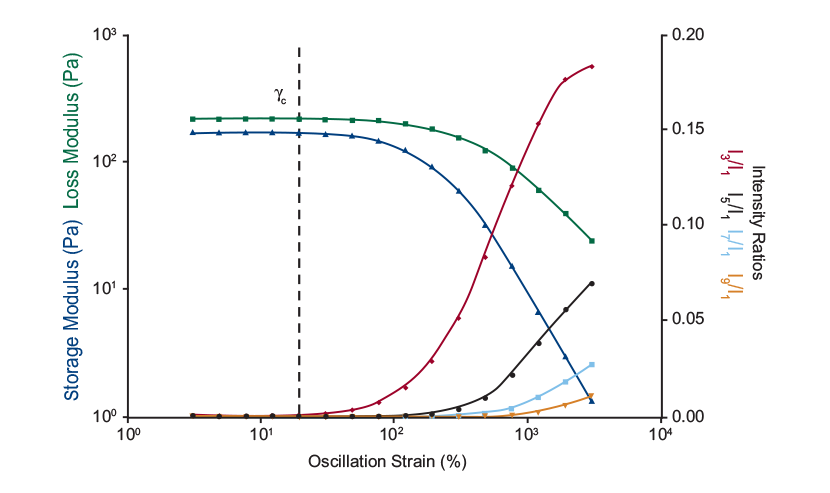 10³
10²
10¹
10⁰
Storage Modulus (Pa) Loss Modulus (Pa)
γc
10⁰ 10¹ 10² 10³ 10⁴
Oscillation Strain (%)
0.20
0.15
0.10
0.05
0.00
I3/I1 I5/I1 I7/I1 I9/I1
Intensity Ratios